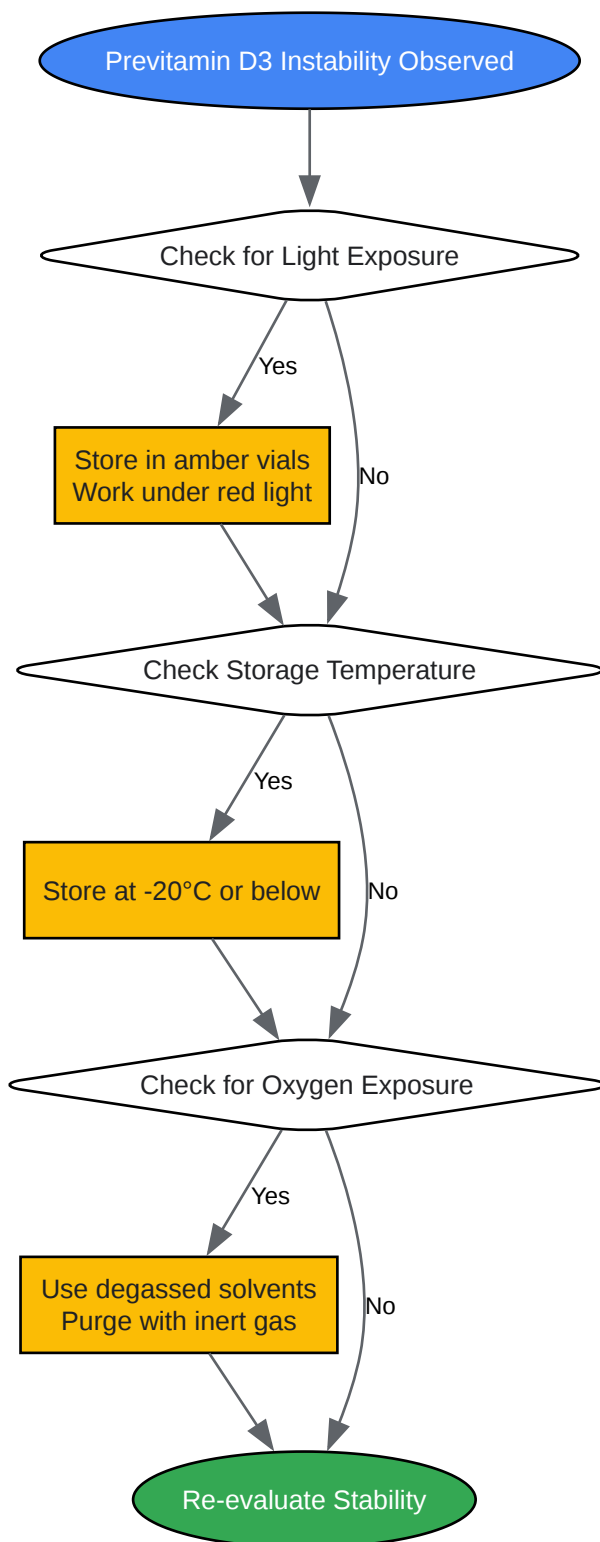 Previtamin D3 Instability Observed
Check for Light Exposure
Yes
Store in amber vials
Work under red light
No
Check Storage Temperature
Yes
Store at -20°C or below
No
Check for Oxygen Exposure
Yes
Use degassed solvents
Purge with inert gas
No
Re-evaluate Stability